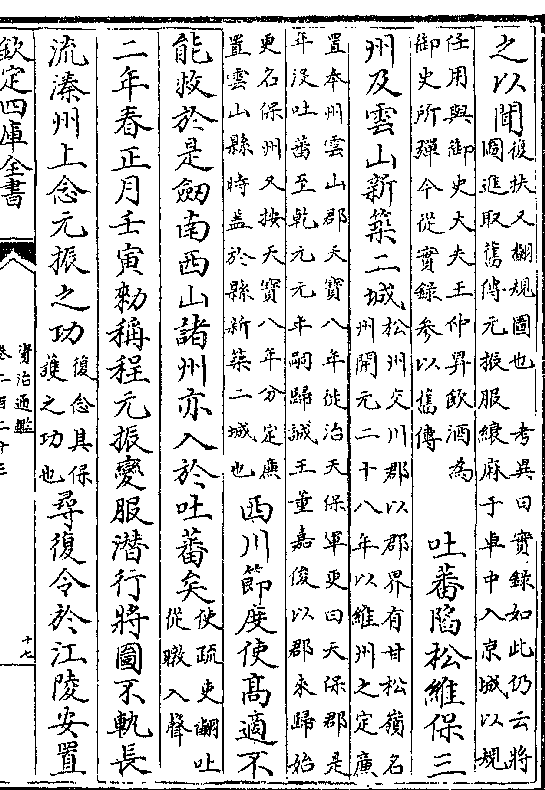 之以聞復扶又翻規圖也 考異曰實録如此仍云將
圖進取舊傳元振服縗麻于車中入京城以規
任用與御史大夫王仲昇飲酒為
御史所彈今從實録參以舊傳
吐蕃陷松維保三
州及雲山新築二城松州交川郡以郡界有甘松嶺名
州開元二十八年以維州之定廣
置奉州雲山郡天寶八年徙治天保軍更曰天保郡是
年没吐蕃至乾元元年嗣歸誠王董嘉俊以郡來歸始
更名保州又按天寶八年分定廉
置雲山縣時盖於縣新築二城也
西川節度使髙適不
能救於是劒南西山諸州亦入於吐蕃矣使疏吏翻吐
從暾入聲
二年春正月壬寅勅稱程元振變服潜行將圖不軌長
流溱州上念元振之功復念其保
護之功也
尋復令於江陵安置
欽定四庫全書
資治通鑑
卷二百二十三
十七